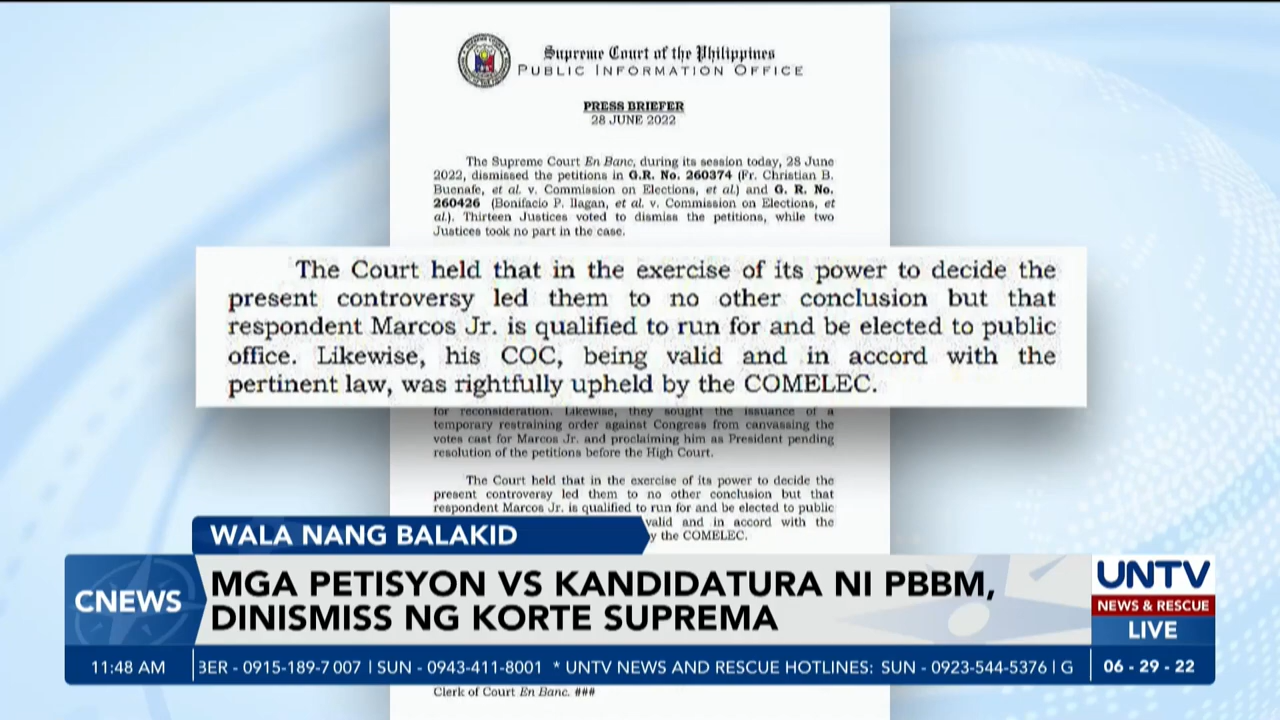 Supreme Court of the Philippines
PUBLIC INFORMATION OFFICE
PRESS BRIEFER
28 JUNE 2022
The Supreme Court En Banc, during its session today, 28 June
2022, dismissed the petitions in G.R. No. 260374 (Fr. Christian B.
Buenafe, et al. v. Commission on Elections, et al.) and G. R. No.
260426 (Bonifacio P. Ilagan, et al. v. Commission on Elections, et
al.). Thirteen Justices voted to dismiss the petitions, while two
Justices took no part in the case.
The Court held that in the exercise of its power to decide the
present controversy led them to no other conclusion but that
respondent Marcos Jr. is qualified to run for and be elected to public
office. Likewise, his COC, being valid and in accord with the
pertinent law, was rightfully upheld by the COMELEC.
for reconsideration. Likewise, they sought the issuance of a
temporary restraining order against Congress from canvassing the
votes cast for Marcos Jr. and proclaiming him as President pending
resolution of the petitions before the High Court.
The Court held that in the exercise of its power to decide the
present controversy led them to no other conclusion but that
respondent Marcos Jr. is qualified to run for and be elected to public
valid and in accord with the
y the COMELEC.
WALA NANG BALAKID
CNEWS
MGA PETISYON VS KANDIDATURA NI PBBM,
DINISMISS NG KORTE SUPREMA
UNTV
NEWS & RESCUE
LIVE
11:48 AM
BER - 0915-189-7007 | SUN - 0943-411-8001 * UNTV NEWS AND RESCUE HOTLINES: SUN - 0923-544-5376 | G
06 - 29 - 22
Clerk of Court En Banc. ###